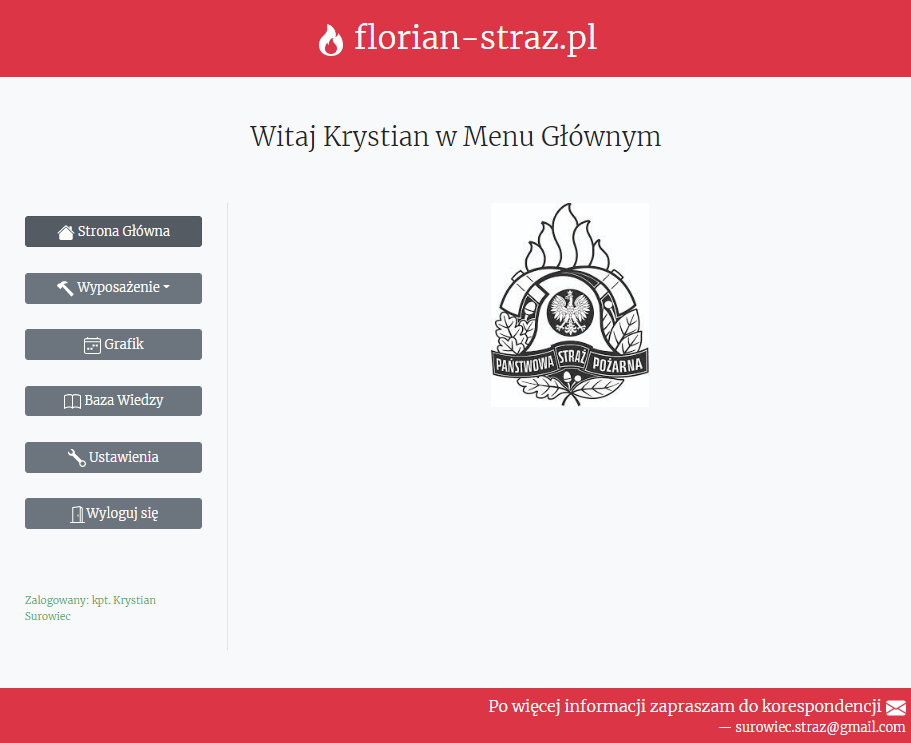 florian-straz.pl
Witaj Krystian w Menu Głównym
Strona Główna
Wyposażenie
Grafik
Baza Wiedzy
Ustawienia
Wyloguj się
Zalogowany: kpt. Krystian
Surowiec
PAŃSTWOWA STRAŻ POŻARNA
Po więcej informacji zapraszam do korespondencji
— surowiec.straz@gmail.com